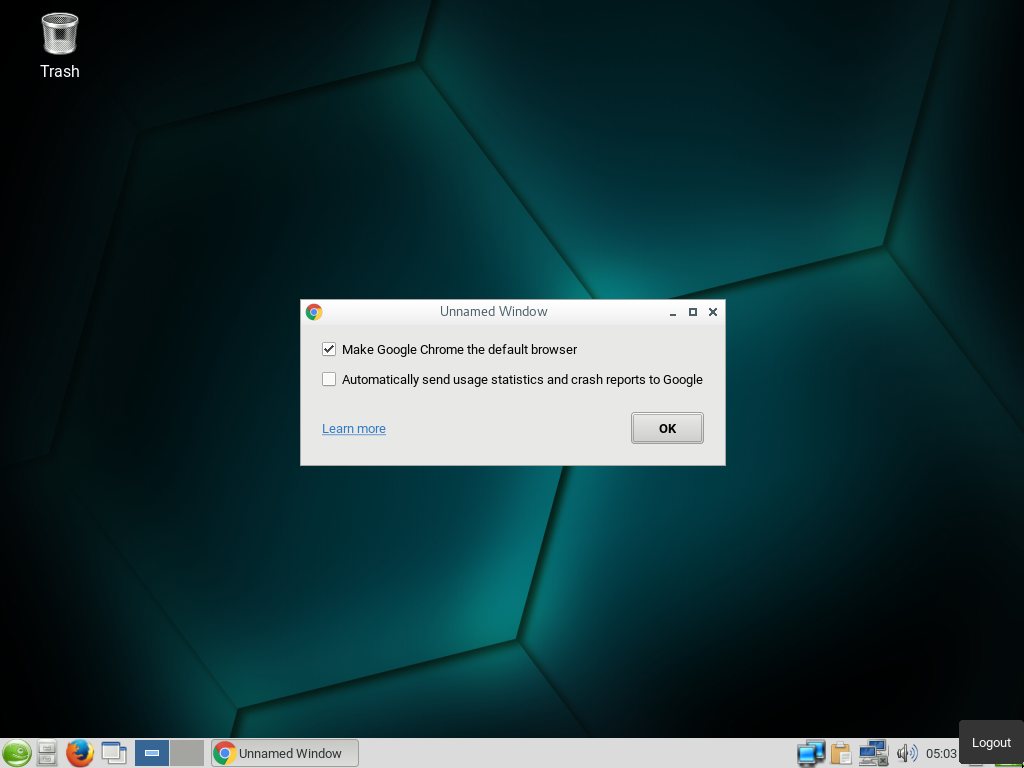 Trash
Unnamed Window
Make Google Chrome the default browser
Automatically send usage statistics and crash reports to Google
Learn more
OK
Unnamed Window
05:03
Logout